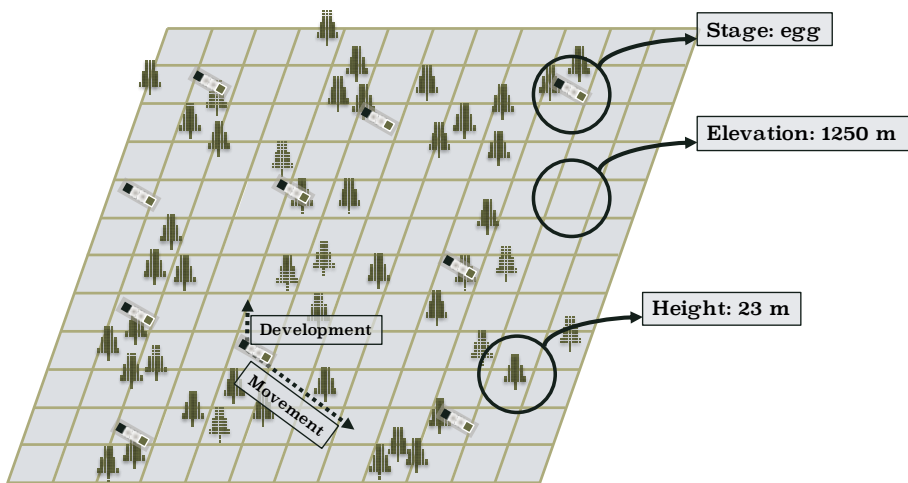 Stage: egg
Elevation: 1250 m
Height: 23 m
Development
Movement